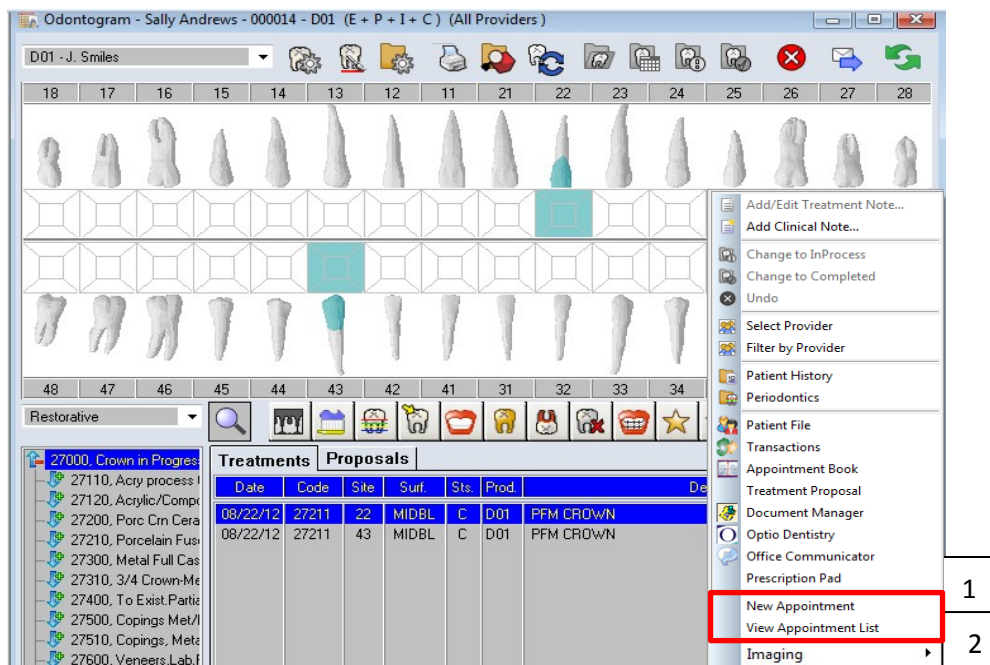 Odontogram - Sally Andrews - 000014 - D01 (E + P + I + C ) (All Providers )
D01 - J. Smiles
18 17 16 15 14 13 12 11 21 22 23 24 25 26 27 28
Add/Edit Treatment Note...
Add Clinical Note...
Change to InProcess
Change to Completed
Undo
Select Provider
Filter by Provider
Patient History
Periodontics
Patient File
Transactions
Appointment Book
Treatment Proposal
Document Manager
Optio Dentistry
Office Communicator
Prescription Pad
New Appointment
View Appointment List
Imaging
1
2
48 47 46 45 44 43 42 41 31 32 33 34
Restorative
27000, Crown in Progres
27110, Acry process
27120, Acrylic/Compo
27200, Porc Crn Cera
27210, Porcelain Fus
27300, Metal Full Cas
27310, 3/4 Crown-Me
27400, To Exist.Partia
27500, Copings Met/
27510, Copings, Meta
27600, Veneers,Lab.F
Treatments Proposals
Date Code Site Surf. Sts. Prod. De
08/22/12 27211 22 MIDBL C D01 PFM CROWN
08/22/12 27211 43 MIDBL C D01 PFM CROWN